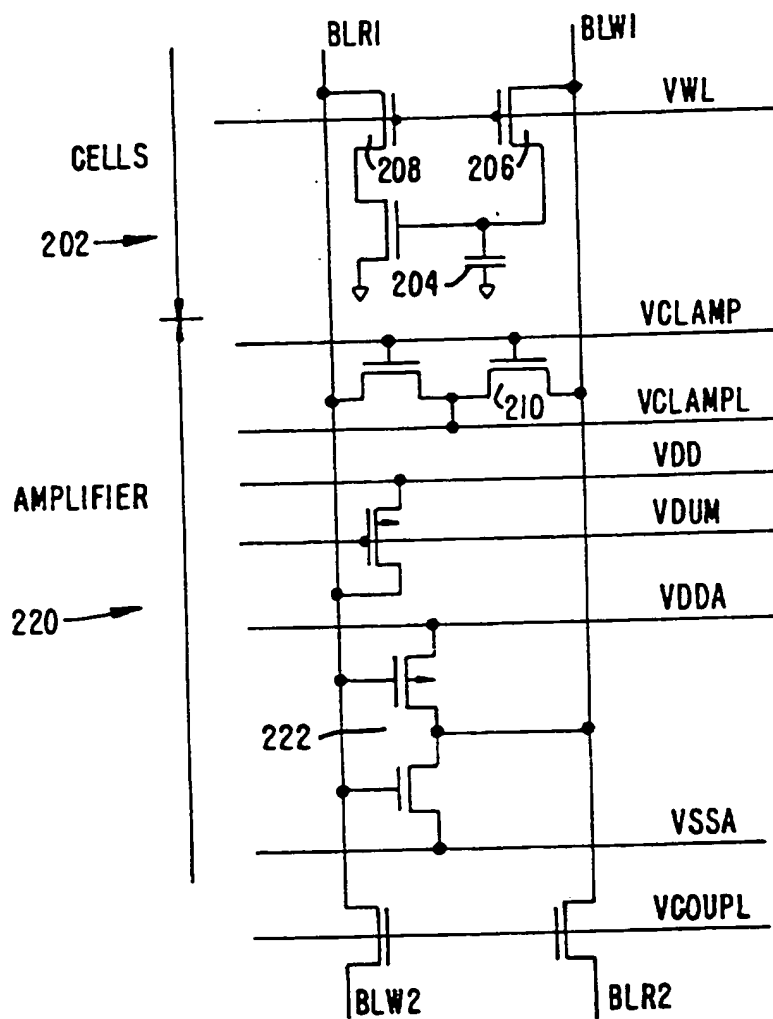 BLR1
BLW1
VWL
CELLS
208
206
202
204
VCLAMP
210
VCLAMPL
VDD
AMPLIFIER
VDUM
VDDA
220
222
VSSA
VCOUPL
BLW2
BLR2